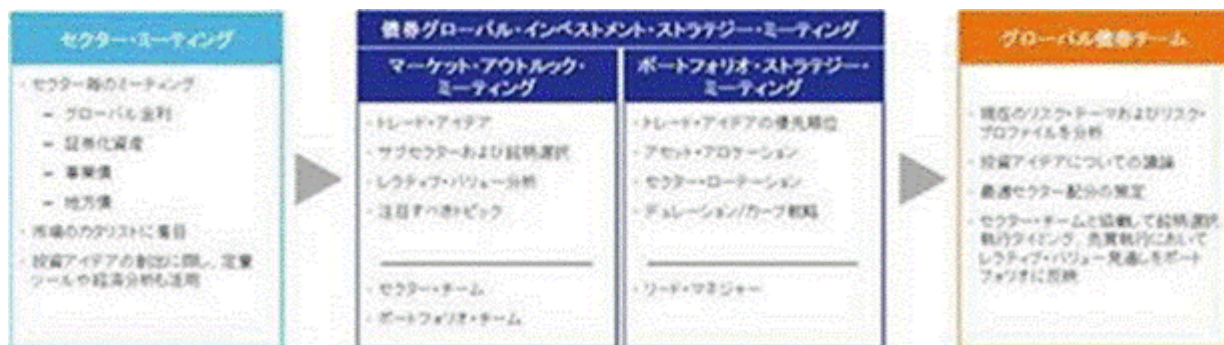 セクター・ミーティング
・セクター毎のミーティング
－ グローバル金利
－ 証券化資産
－ 事業債
－ 地方債
・市場のカタリストに着目
・投資アイデアの創出に関し、定量
ツールや経済分析も活用
債券グローバル・インベストメント・ストラテジー・ミーティング
マーケット・アウトルック・
ミーティング
・トレード・アイデア
・サブセクターおよび銘柄選択
・レラティブ・バリュー分析
・注目すべきトピック
・セクター・チーム
・ポートフォリオ・チーム
ポートフォリオ・ストラテジー・
ミーティング
・トレード・アイデアの優先順位
・アセット・アロケーション
・セクター・ローテーション
・デュレーション/カーブ戦略
・リード・マネジャー
グローバル債券チーム
・現在のリスク・テーマおよびリスク・
プロファイルを分析
・投資アイデアについての議論
・最適セクター配分の策定
・セクター・チームと協働して銘柄選択
執行タイミング、売買執行において
レラティブ・バリュー見通しをポート
フォリオに反映